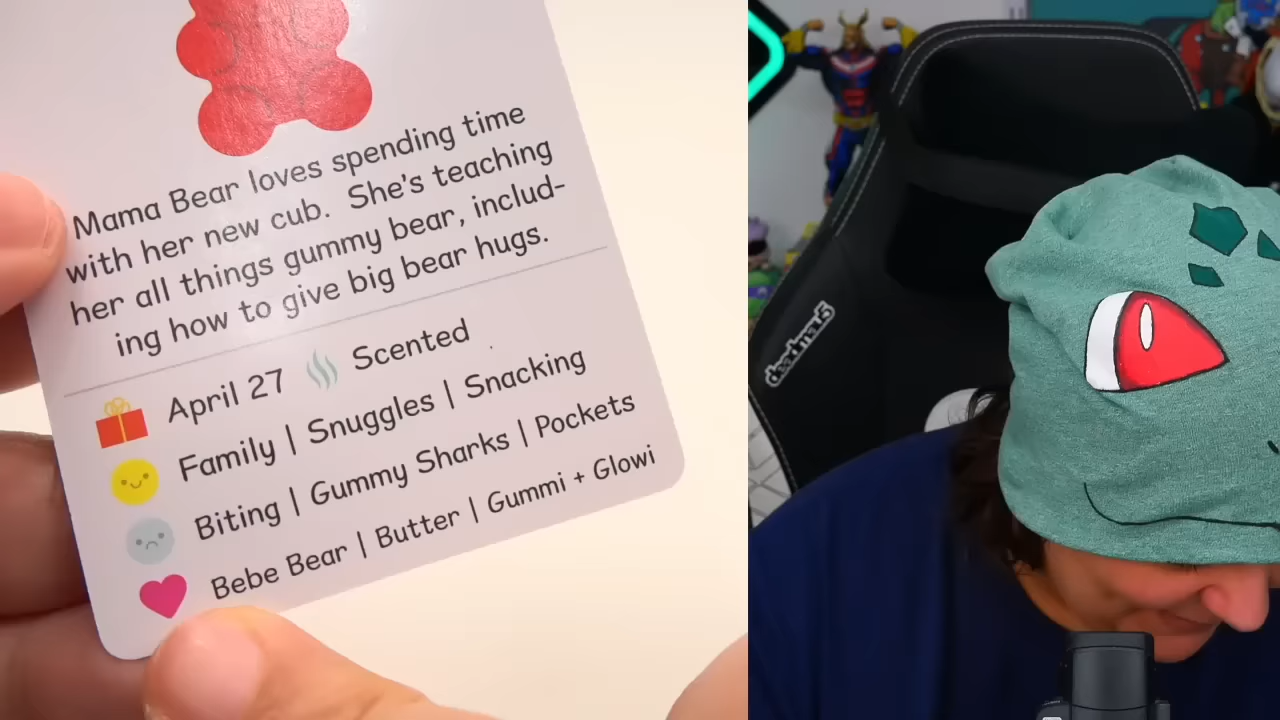 Mama Bear loves spending time
with her new cub. She's teaching
her all things gummy bear, includ-
ing how to give big bear hugs.
April 27 Scented
Family | Snuggles | Snacking
Biting | Gummy Sharks | Pockets
Bebe Bear | Butter | Gummi + Glowi
deadmau5